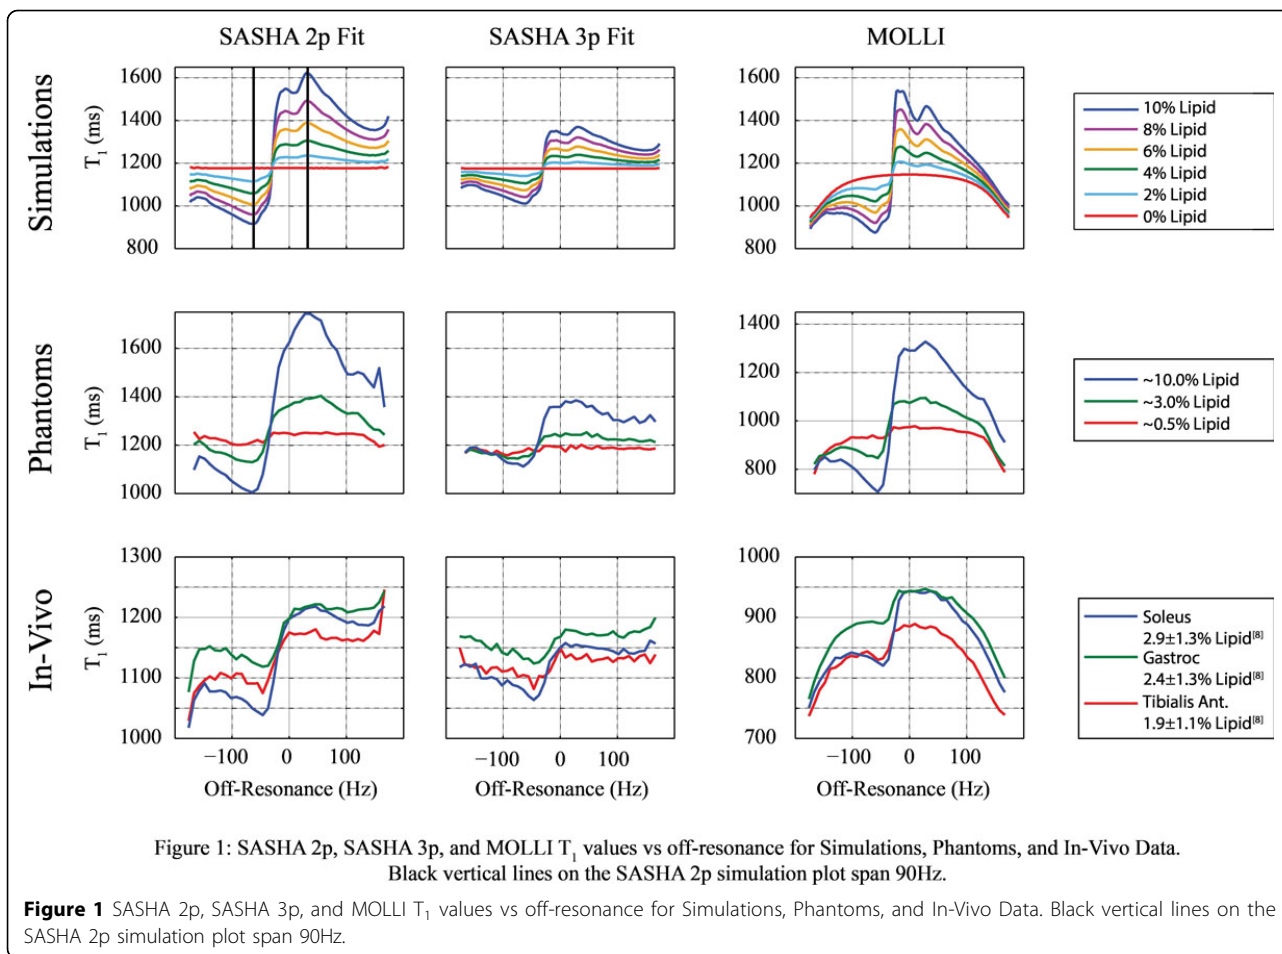 SASHA 2p Fit
SASHA 3p Fit
MOLLI
Simulations
T1 (ms)
1600
1400
1200
1000
800
1600
1400
1200
1000
800
10% Lipid
8% Lipid
6% Lipid
4% Lipid
2% Lipid
0% Lipid
Phantoms
T1 (ms)
1600
1400
1200
1000
1400
1200
1000
800
~10.0% Lipid
~3.0% Lipid
~0.5% Lipid
In-Vivo
T1 (ms)
1300
1200
1100
1000
1000
900
800
700
Soleus
2.9±1.3% Lipid[8]
Gastroc
2.4±1.3% Lipid[8]
Tibialis Ant.
1.9±1.1% Lipid[8]
−100 0 100
−100 0 100
−100 0 100
Off-Resonance (Hz)
Off-Resonance (Hz)
Off-Resonance (Hz)
Figure 1: SASHA 2p, SASHA 3p, and MOLLI T1 values vs off-resonance for Simulations, Phantoms, and In-Vivo Data.
Black vertical lines on the SASHA 2p simulation plot span 90Hz.
Figure 1 SASHA 2p, SASHA 3p, and MOLLI T1 values vs off-resonance for Simulations, Phantoms, and In-Vivo Data. Black vertical lines on the
SASHA 2p simulation plot span 90Hz.